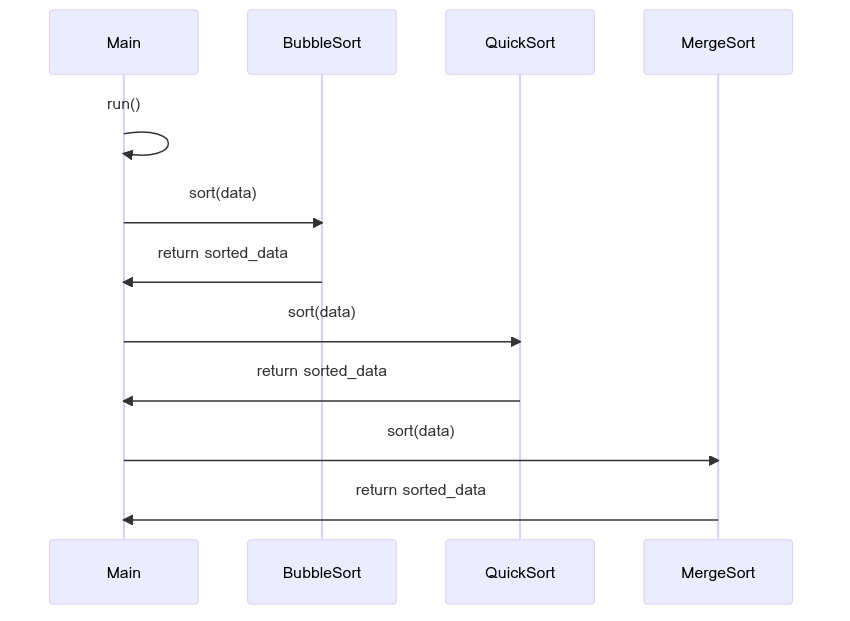 Main
BubbleSort
QuickSort
MergeSort
run()
sort(data)
return sorted_data
sort(data)
return sorted_data
sort(data)
return sorted_data
Main
BubbleSort
QuickSort
MergeSort